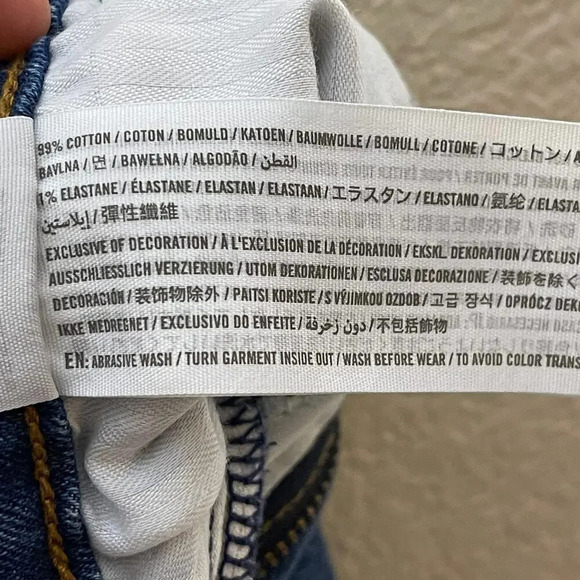 99% COTTON / COTON / BOMULD / KATOEN / BAUMWOLLE / BOMULL / COTONE / コットン /
BAVLNA / 면 / BAWEŁNA / ALGODÃO / القطن /
1% ELASTANE / ÉLASTANE / ELASTAN / ELASTAAN / エラスタン / ELASTANO / 氨纶 / ELASTA
إيلاستين / 彈性纖維
EXCLUSIVE OF DECORATION / À L'EXCLUSION DE LA DÉCORATION / EKSKL. DEKORATION / EXCLUSI
AUSSCHLIESSLICH VERZIERUNG / UTOM DEKORATIONEN / ESCLUSA DECORAZIONE / 装飾を除く
DECORACIÓN / 装饰物除外 / PAITSI KORISTE / S VÝJIMKOU OZDOB / 고급 장식 / OPRÓCZ DEK
IKKE MEDREGNET / EXCLUSIVO DO ENFEITE / دون زخرفة / 不包括飾物
EN: ABRASIVE WASH / TURN GARMENT INSIDE OUT / WASH BEFORE WEAR / TO AVOID COLOR TRANS